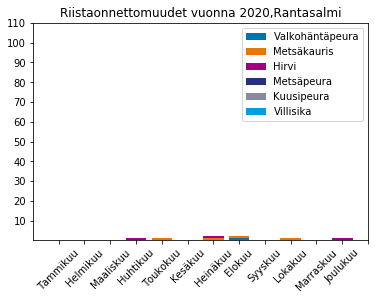 Riistaonnettomuudet vuonna 2020,Rantasalmi
110
100
90
80
70
60
50
40
30
20
10
Valkohäntäpeura
Metsäkauris
Hirvi
Metsäpeura
Kuusipeura
Villisika
Tammikuu
Helmikuu
Maaliskuu
Huhtikuu
Toukokuu
Kesäkuu
Heinäkuu
Elokuu
Syyskuu
Lokakuu
Marraskuu
Joulukuu